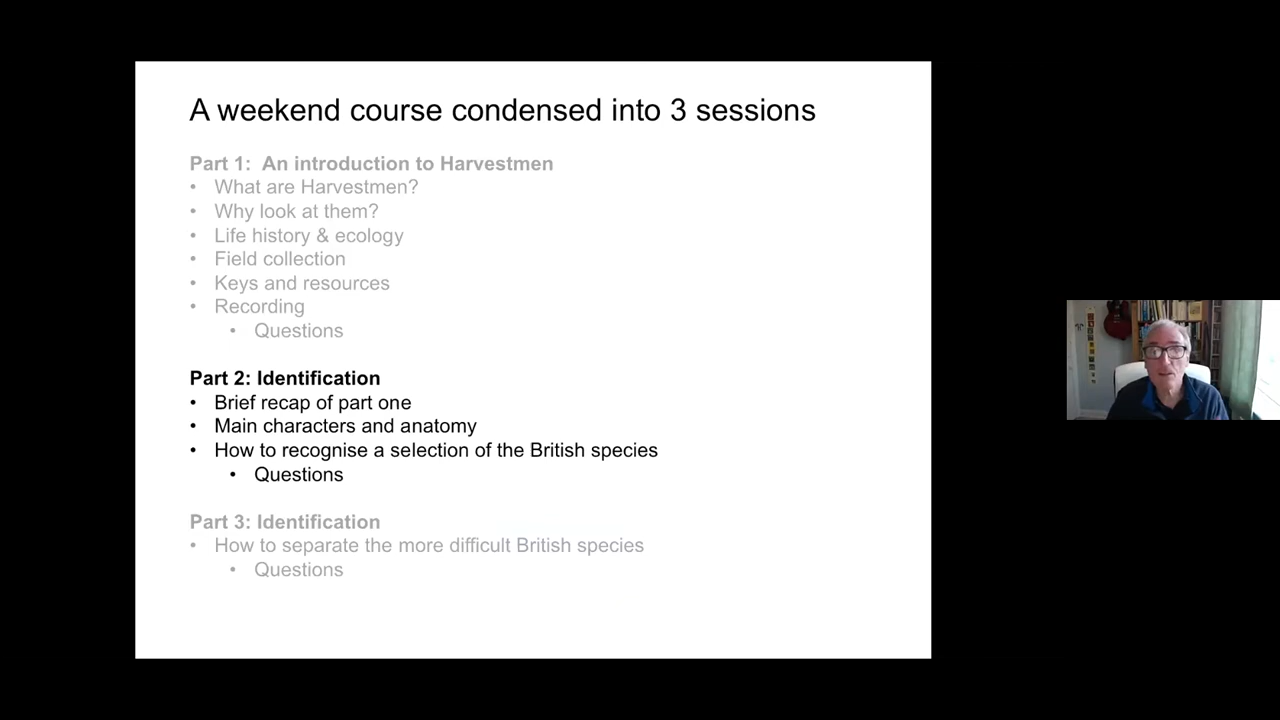 A weekend course condensed into 3 sessions
Part 1:  An introduction to Harvestmen
• What are Harvestmen?
• Why look at them?
• Life history & ecology
• Field collection
• Keys and resources
• Recording
• Questions
Part 2: Identification
• Brief recap of part one
• Main characters and anatomy
• How to recognise a selection of the British species
• Questions
Part 3: Identification
• How to separate the more difficult British species
• Questions